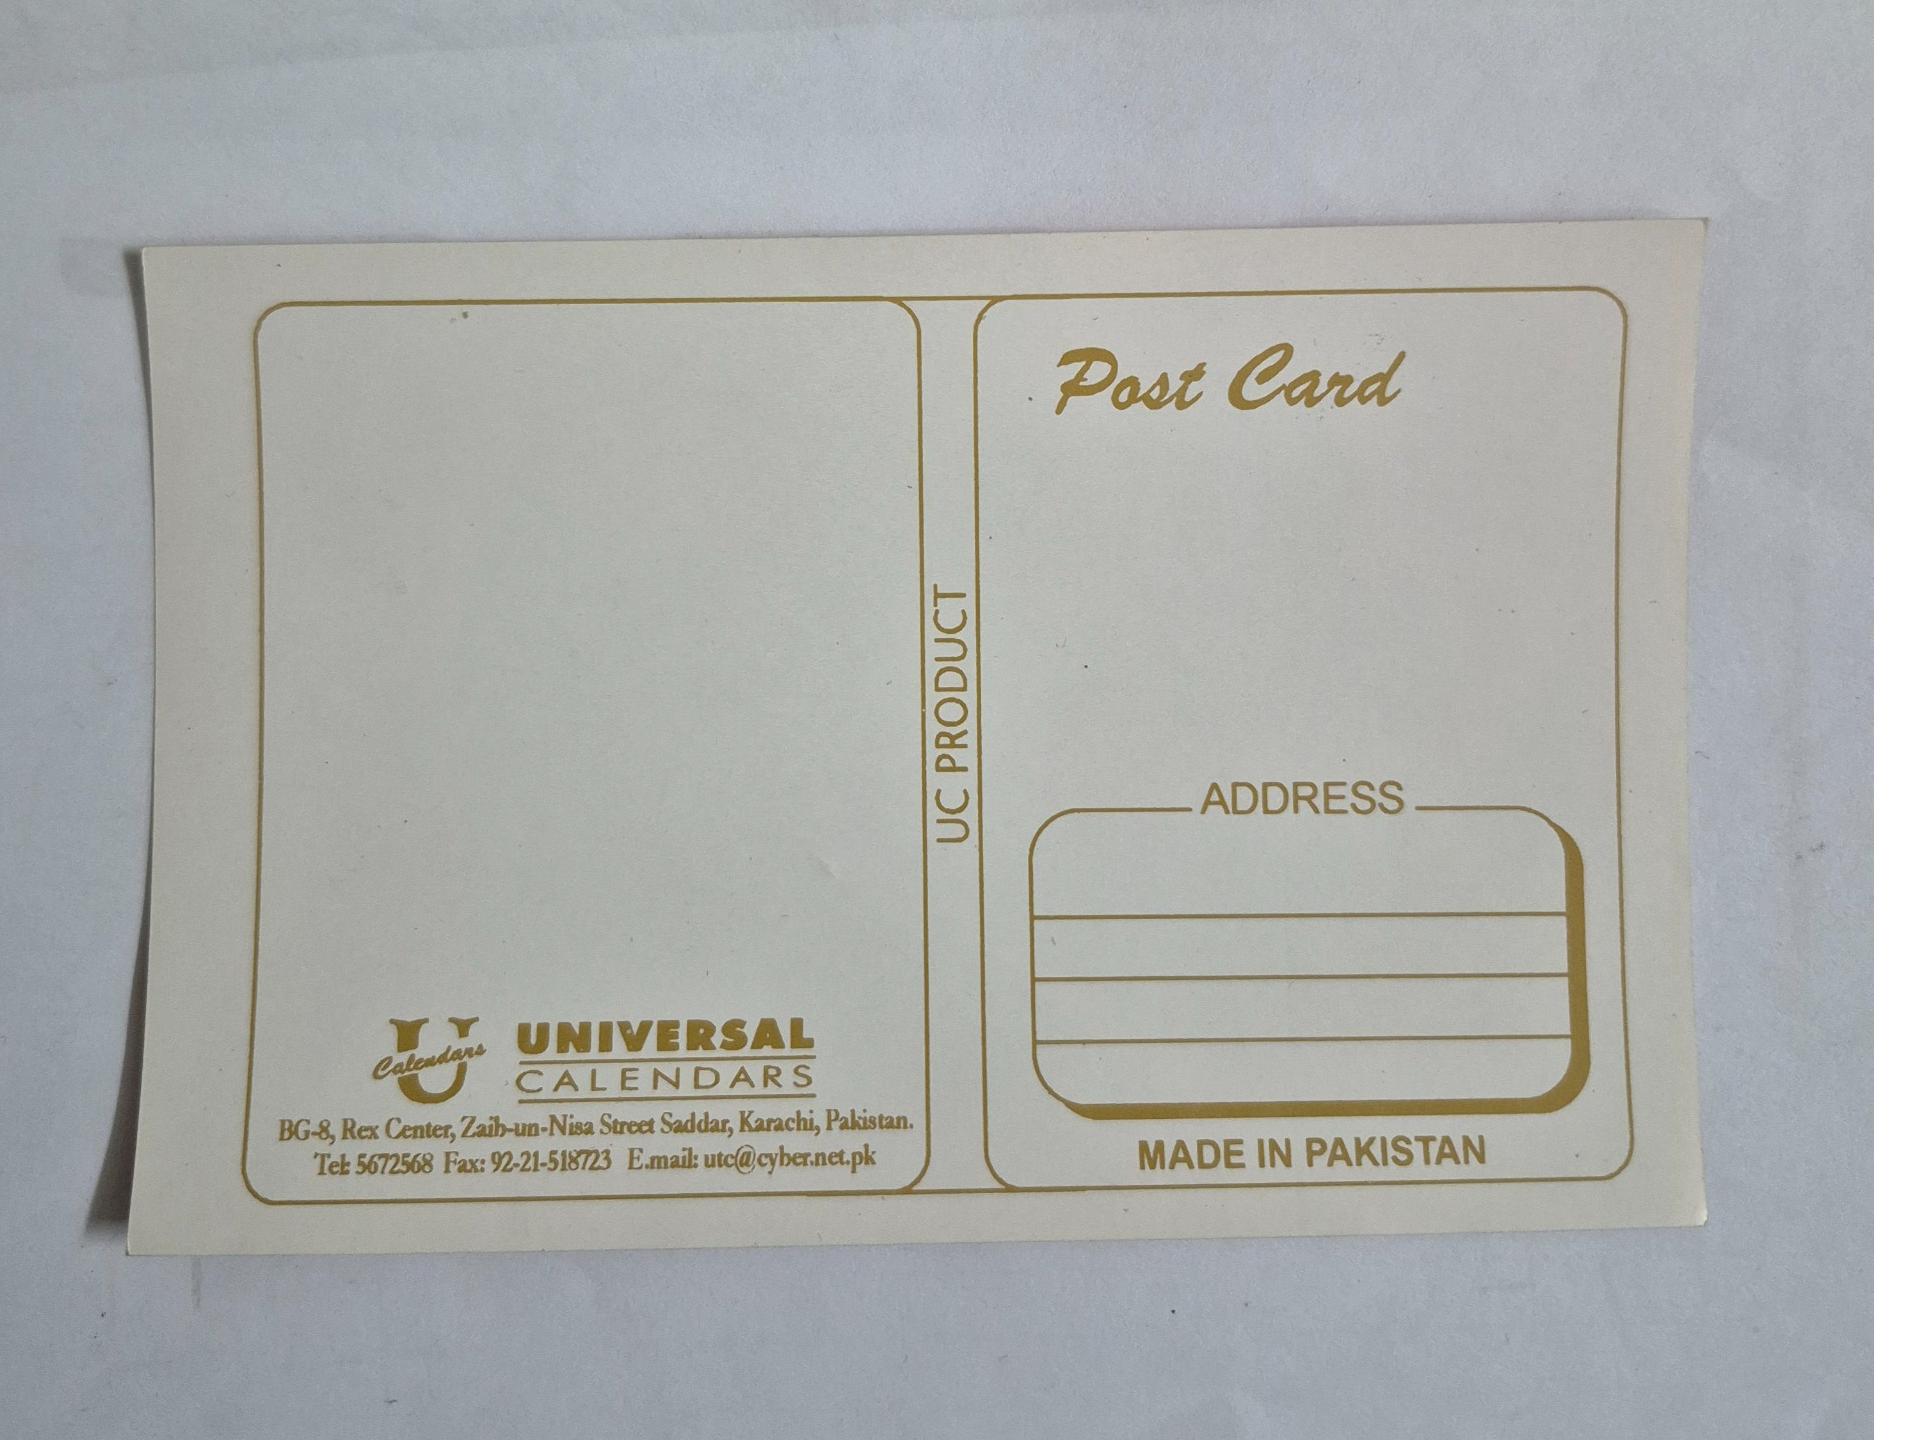 Post Card
UC PRODUCT
ADDRESS
U
Calendars
UNIVERSAL
CALENDARS
BG-8, Rex Center, Zaib-un-Nisa Street Saddar, Karachi, Pakistan.
Tel: 5672568 Fax: 92-21-518723 E.mail: utc@cyber.net.pk
MADE IN PAKISTAN